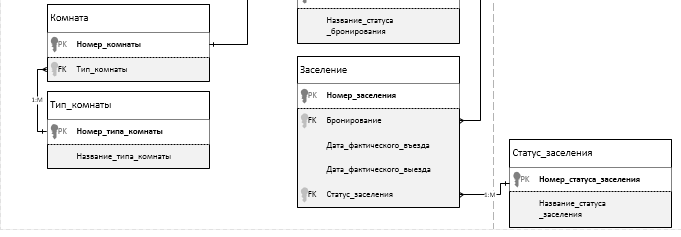 Комната
PK Номер_комнаты
FK Тип_комнаты
1:M
Тип_комнаты
PK Номер_типа_комнаты
Название_типа_комнаты
Название_статуса
_бронирования
Заселение
PK Номер_заселения
FK Бронирование
Дата_фактического_въезда
Дата_фактического_выезда
FK Статус_заселения
1:M
Статус_заселения
PK Номер_статуса_заселения
Название_статуса
_заселения